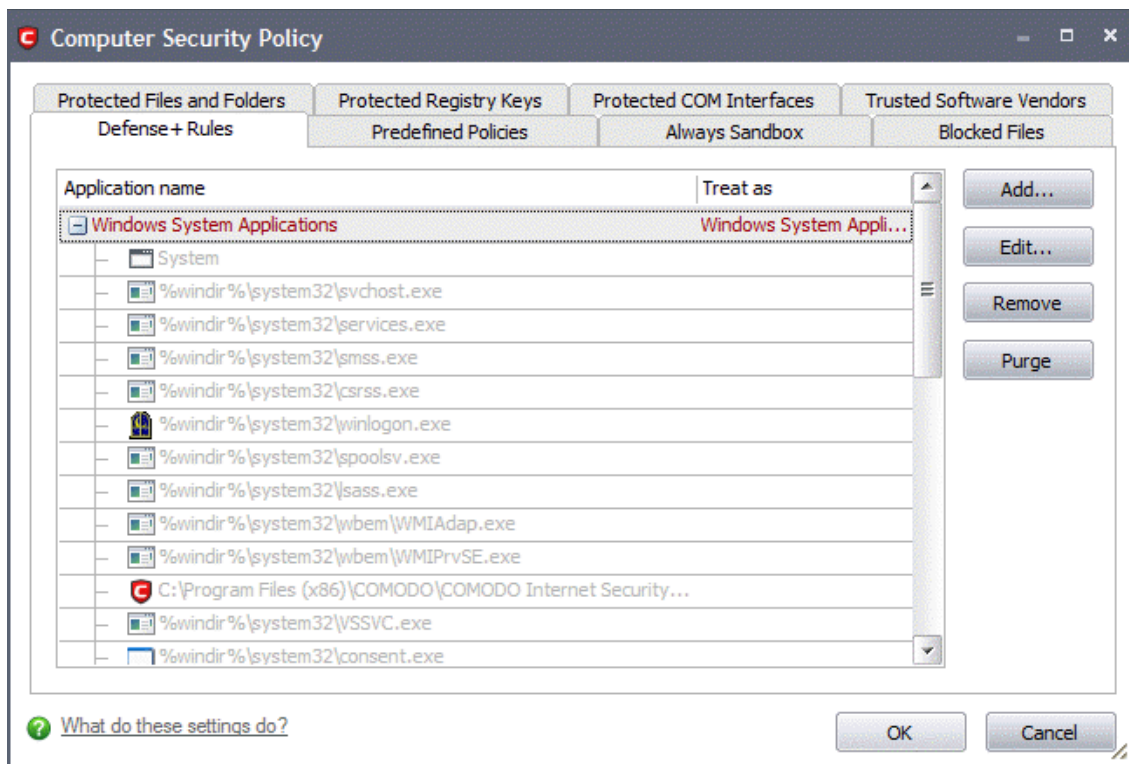 Computer Security Policy
Protected Files and Folders Protected Registry Keys Protected COM Interfaces Trusted Software Vendors
Defense+ Rules Predefined Policies Always Sandbox Blocked Files
Application name Treat as
Add...
Windows System Applications Windows System Appli...
Edit...
System
%windir%\system32\svchost.exe
Remove
%windir%\system32\services.exe
%windir%\system32\smss.exe
Purge
%windir%\system32\csrss.exe
%windir%\system32\winlogon.exe
%windir%\system32\spoolsv.exe
%windir%\system32\lsass.exe
%windir%\system32\wbem\WMIAdap.exe
%windir%\system32\wbem\WMIPrvSE.exe
C:\Program Files (x86)\COMODO\COMODO Internet Security...
%windir%\system32\VSSVC.exe
%windir%\system32\consent.exe
What do these settings do?
OK Cancel